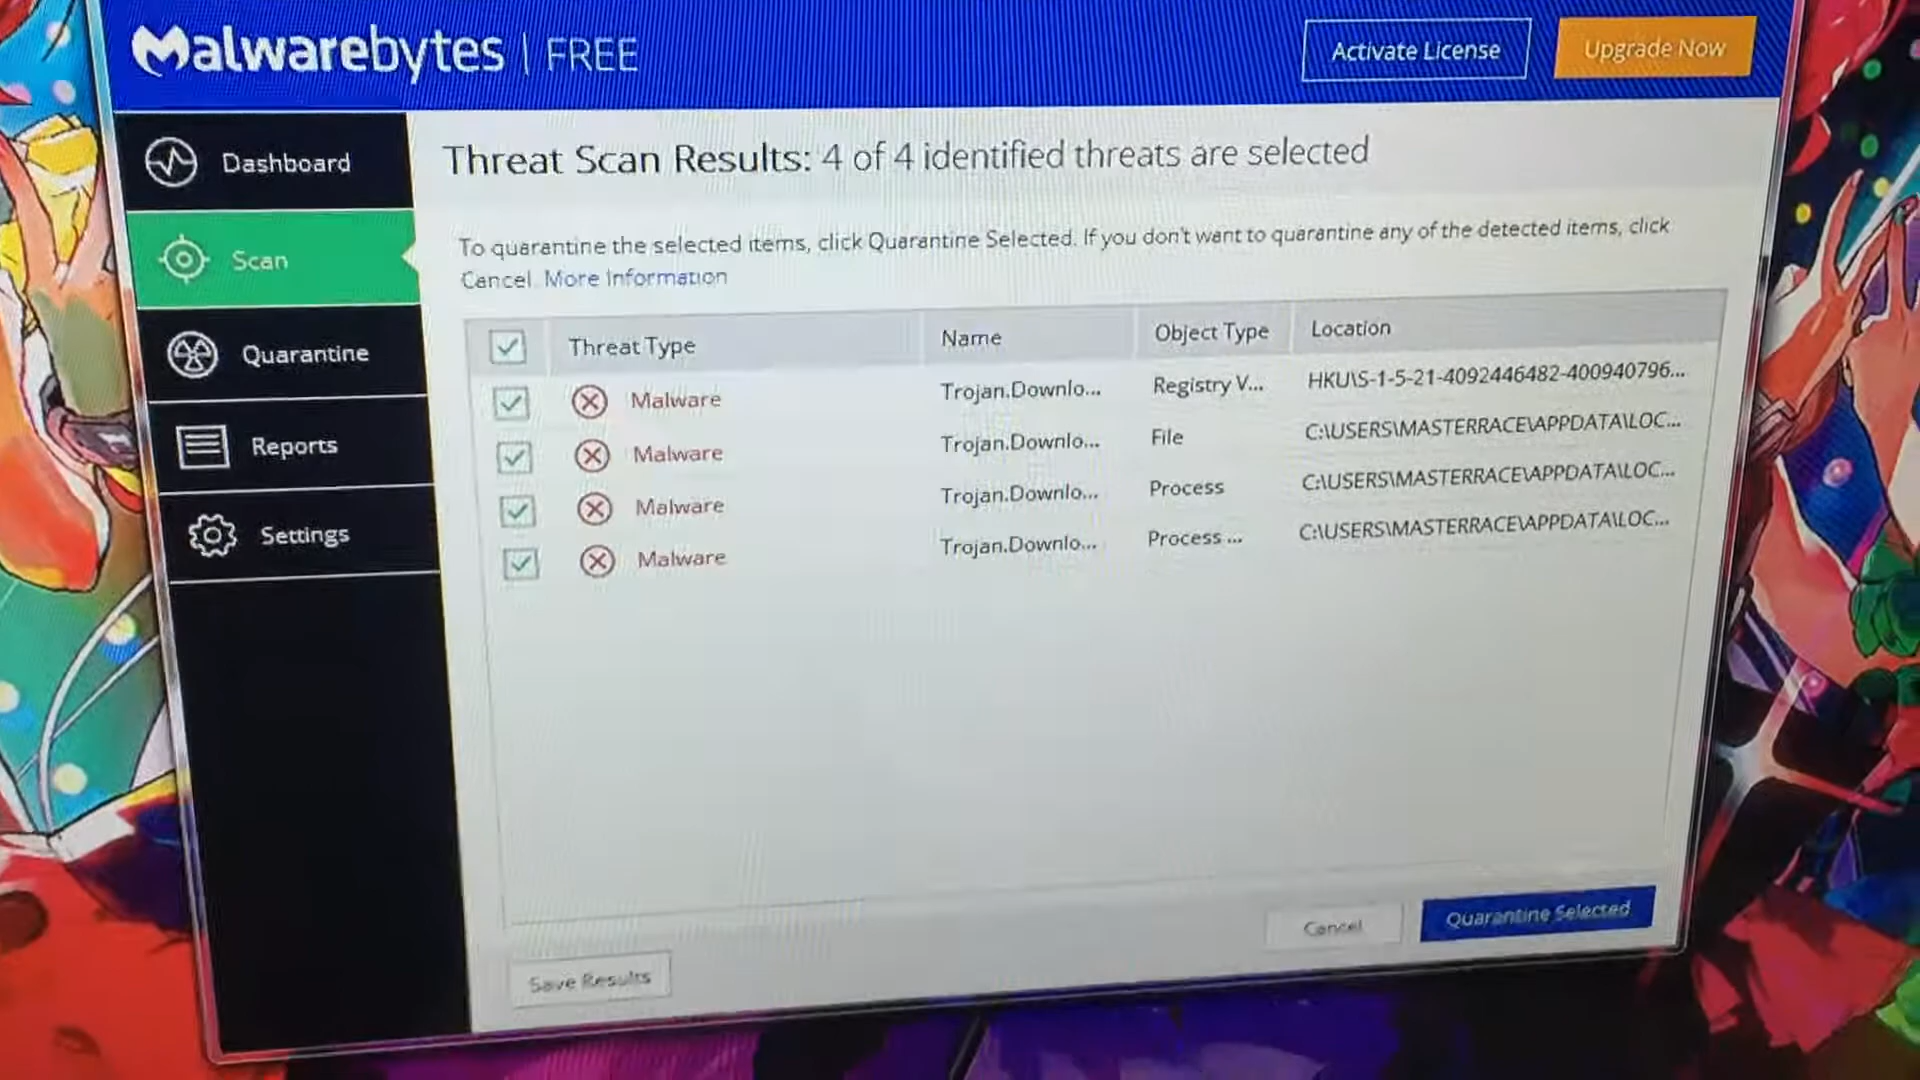 Malwarebytes | FREE
Activate License
Upgrade Now
Dashboard
Scan
Quarantine
Reports
Settings
Threat Scan Results: 4 of 4 identified threats are selected
To quarantine the selected items, click Quarantine Selected. If you don't want to quarantine any of the detected items, click
Cancel. More Information
Threat Type Name Object Type Location
Malware Trojan.Downlo... Registry V... HKU\S-1-5-21-4092446482-400940796...
Malware Trojan.Downlo... File C:\USERS\MASTERRACE\APPDATA\LOC...
Malware Trojan.Downlo... Process C:\USERS\MASTERRACE\APPDATA\LOC...
Malware Trojan.Downlo... Process ... C:\USERS\MASTERRACE\APPDATA\LOC...
Cancel
Quarantine Selected
Save Results